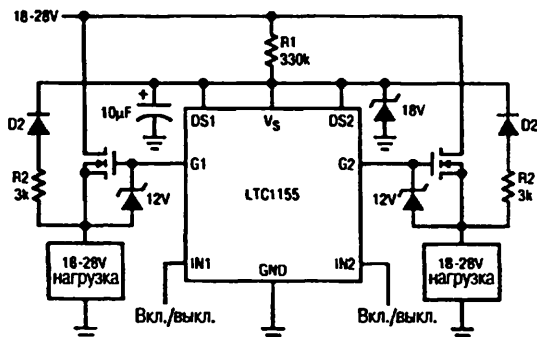 18-28V
R1
330k
10µF
+
18V
D2
D2
DS1
VS
DS2
G1
G2
R2
3k
12V
LTC1155
12V
R2
3k
18-28V
нагрузка
IN1
GND
IN2
18-28V
нагрузка
Вкл./выкл.
Вкл./выкл.